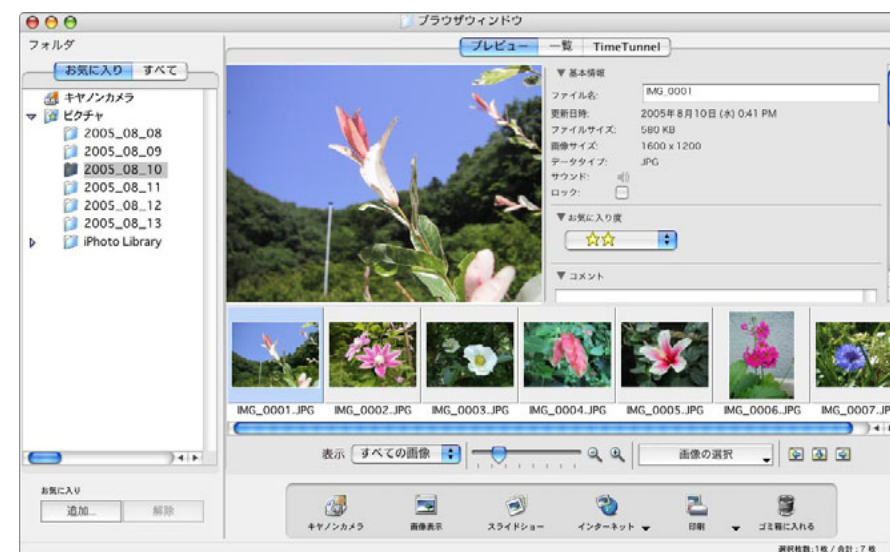 ブラウザウィンドウ
フォルダ
お気に入り すべて
キヤノンカメラ
ピクチャ
2005_08_08
2005_08_09
2005_08_10
2005_08_11
2005_08_12
2005_08_13
iPhoto Library
お気に入り
追加... 解除
プレビュー 一覧 TimeTunnel
基本情報
ファイル名: IMG_0001
更新日時: 2005年8月10日 (水) 0:41 PM
ファイルサイズ: 580 KB
画像サイズ: 1600 x 1200
データタイプ: JPG
サウンド:
ロック:
お気に入り度
コメント
IMG_0001.JPG IMG_0002.JPG IMG_0003.JPG IMG_0004.JPG IMG_0005.JPG IMG_0006.JPG IMG_0007.JP
表示 すべての画像 画像の選択
キヤノンカメラ 画像表示 スライドショー インターネット 印刷 ゴミ箱に入れる
選択枚数:1枚 / 合計:7 枚